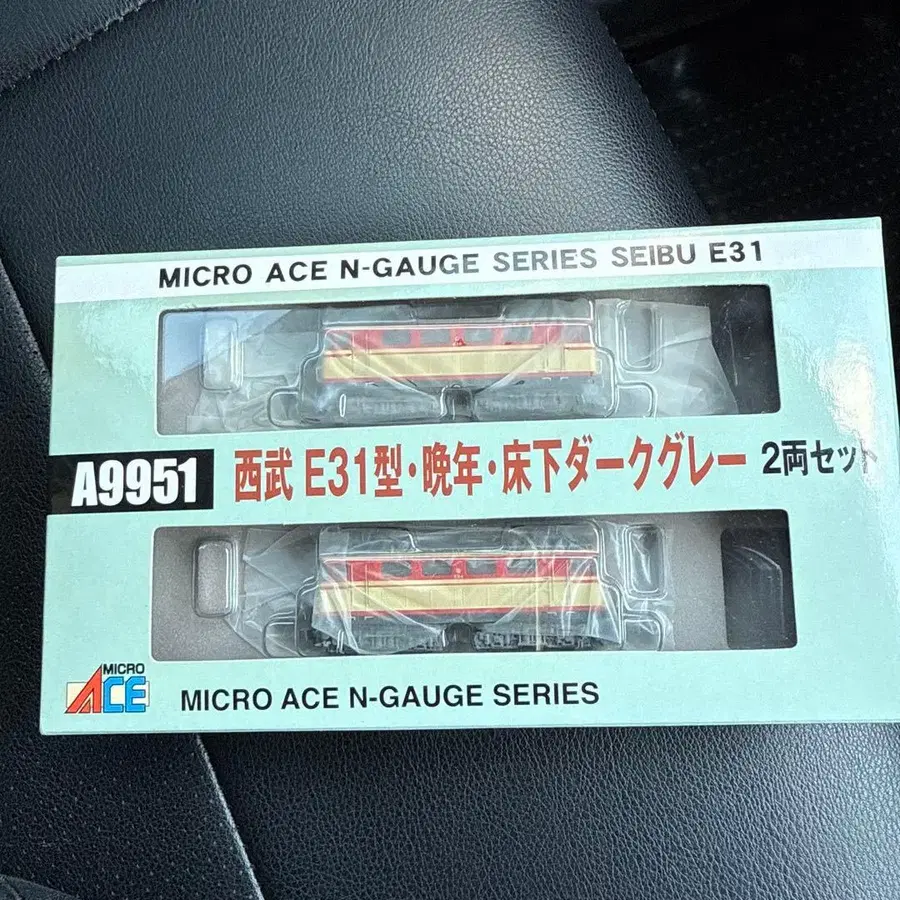 MICRO ACE N-GAUGE SERIES SEIBU E31
A9951 西武 E31型・晩年・床下ダークグレー 2両セット
MICRO
ACE
MICRO ACE N-GAUGE SERIES